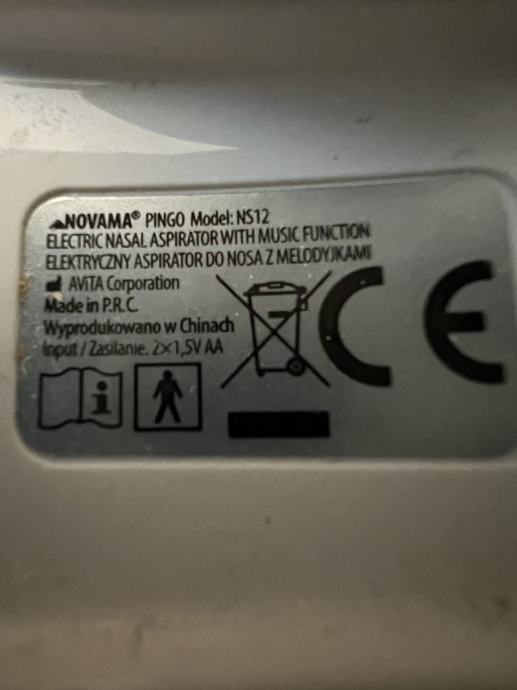 NOVAMA® PINGO Model: NS12
ELECTRIC NASAL ASPIRATOR WITH MUSIC FUNCTION
ELEKTRYCZNY ASPIRATOR DO NOSA Z MELODYJKAMI
AViTA Corporation
Made in P.R.C.
Wyprodukowano w Chinach
Input / Zasilanie. 2×1,5V AA
CE